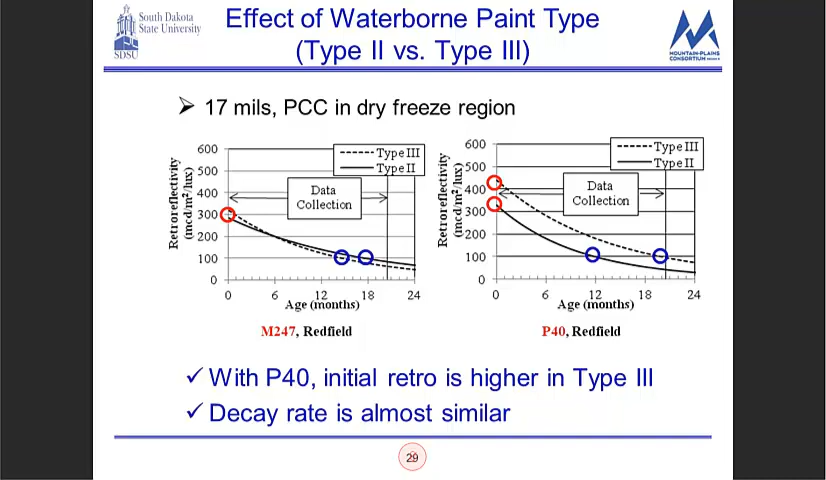 South Dakota
State University
SDSU
Effect of Waterborne Paint Type
(Type II vs. Type III)
MOUNTAIN-PLAINS
CONSORTIUM
➢ 17 mils, PCC in dry freeze region
Retroreflectivity
(mcd/m²/lux)
600
500
400
300
200
100
0
Type III
Type II
Data
Collection
0 6 12 18 24
Age (months)
M247, Redfield
Retroreflectivity
(mcd/m²/lux)
600
500
400
300
200
100
0
Type III
Type II
Data
Collection
0 6 12 18 24
Age (months)
P40, Redfield
✓ With P40, initial retro is higher in Type III
✓ Decay rate is almost similar
29